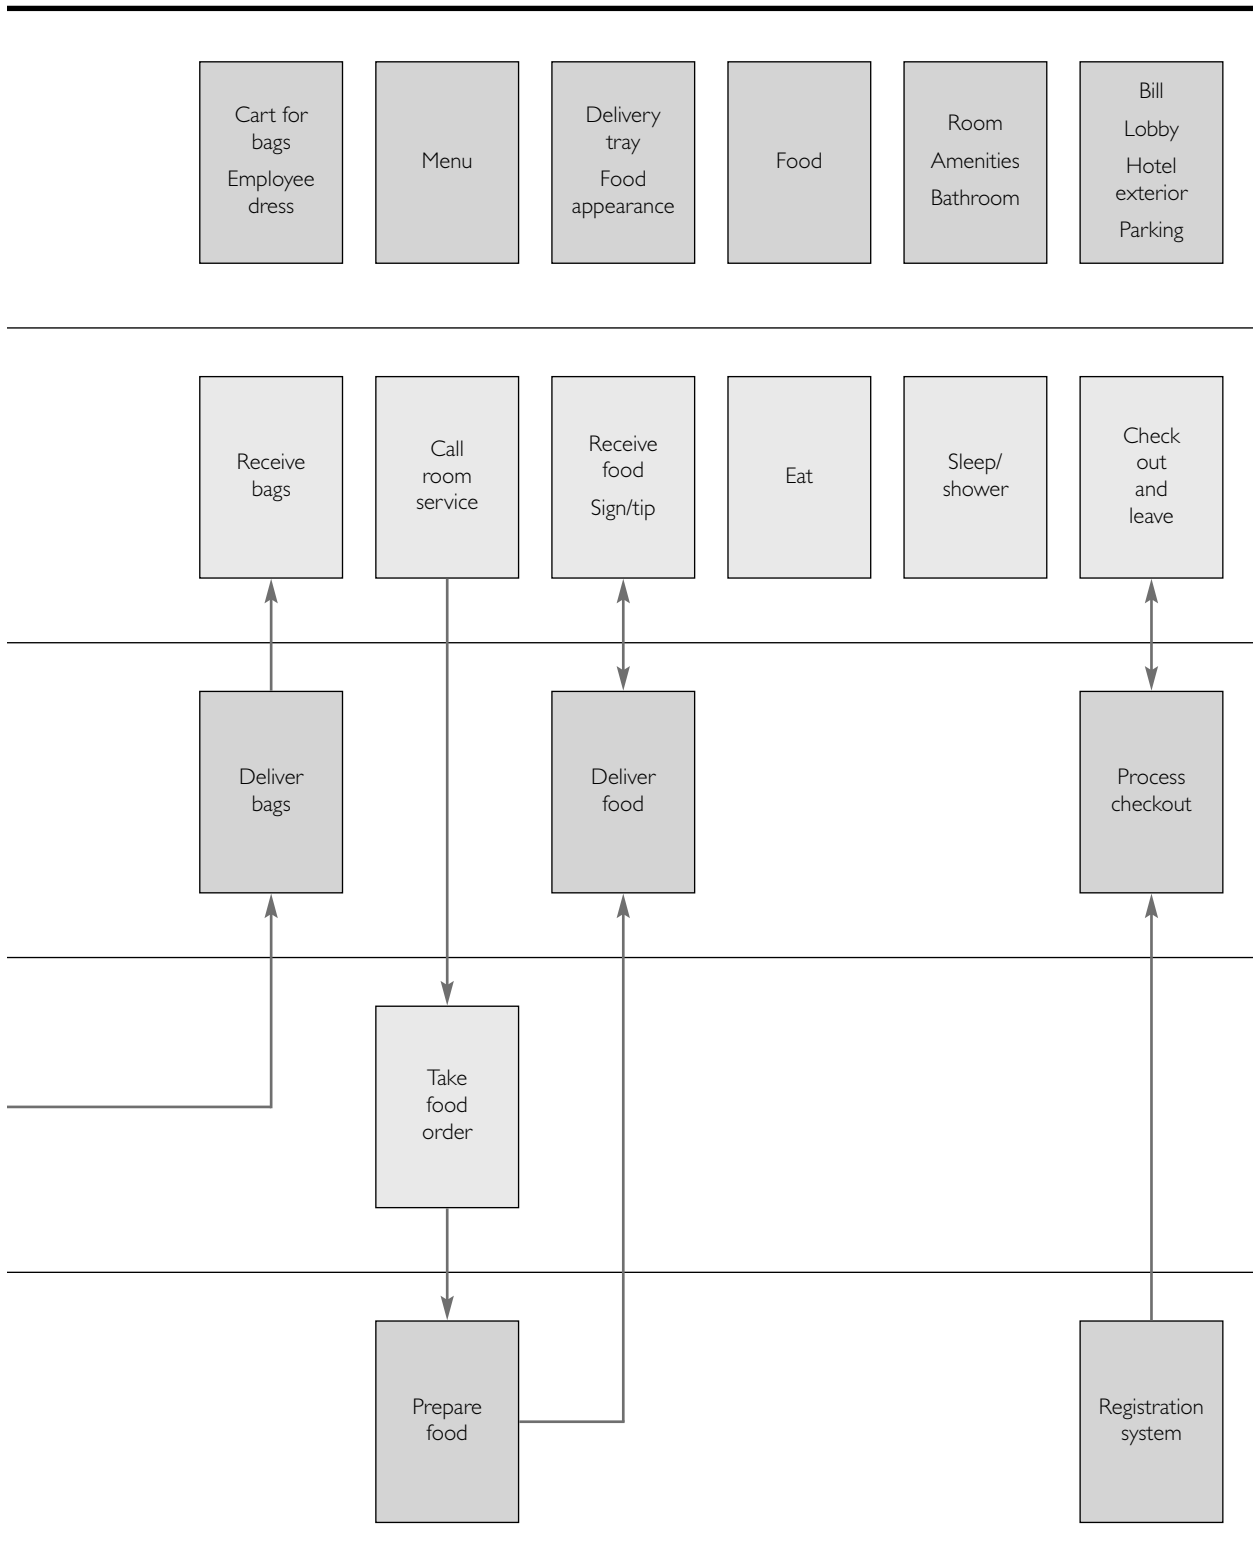 Cart for
bags
Employee
dress
Menu
Delivery
tray
Food
appearance
Food
Room
Amenities
Bathroom
Bill
Lobby
Hotel
exterior
Parking
Receive
bags
Call
room
service
Receive
food
Sign/tip
Eat
Sleep/
shower
Check
out
and
leave
Deliver
bags
Deliver
food
Process
checkout
Take
food
order
Prepare
food
Registration
system